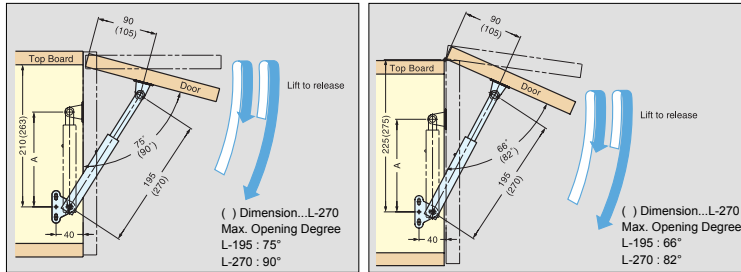 90
(105)
Top Board
Door
Lift to release
210(263)
A
75°
(90°)
195
(270)
40
( ) Dimension...L-270
Max. Opening Degree
L-195 : 75°
L-270 : 90°
90
(105)
Top Board
Door
Lift to release
225(275)
A
66°
(82°)
195
(270)
40
( ) Dimension...L-270
Max. Opening Degree
L-195 : 66°
L-270 : 82°